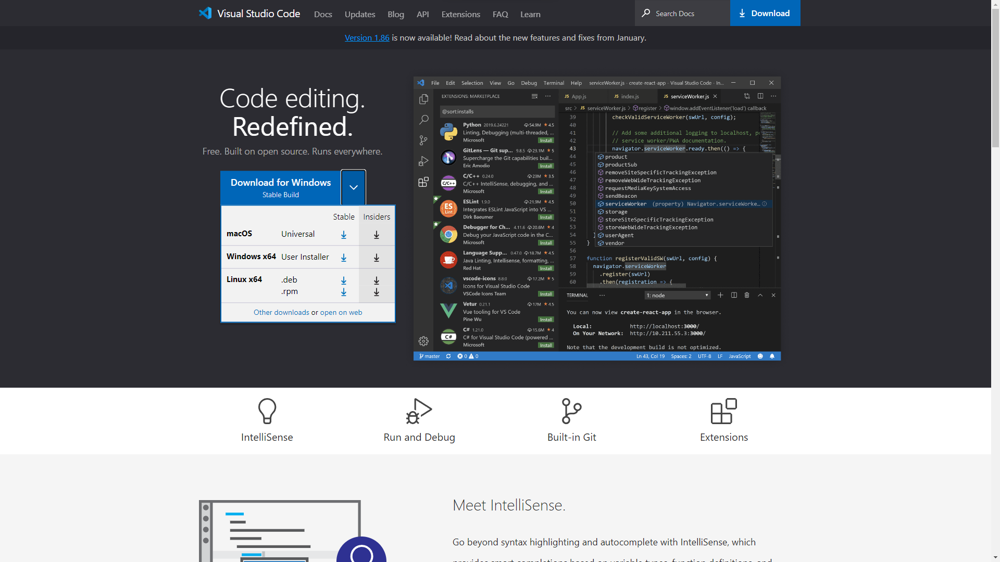 Visual Studio Code
Docs
Updates
Blog
API
Extensions
FAQ
Learn
Search Docs
Download
Version 1.86 is now available! Read about the new features and fixes from January.
Code editing.
Redefined.
Free. Built on open source. Runs everywhere.
Download for Windows
Stable Build
Stable Insiders
macOS Universal
Windows x64 User Installer
Linux x64 .deb
.rpm
Other downloads or open on web
File Edit Selection View Go Debug Terminal Help serviceWorker.js - create-react-app - Visual Studio Code - In...
EXTENSIONS: MARKETPLACE
@sort:installs
Python 2019.6.24221 54.9M 4.5
Linting, Debugging (multi-threaded, ...
Microsoft Install
GitLens — Git sup... 9.8.5 23.1M 5
Supercharge the Git capabilities buil...
Eric Amodio Install
C/C++ 0.24.0 23M 3.5
C/C++ IntelliSense, debugging, and ...
Microsoft Install
ESLint 1.9.0 21.9M 4.5
Integrates ESLint JavaScript into VS ...
Dirk Baeumer Install
Debugger for Ch... 4.11.6 20.6M 4
Debug your JavaScript code in the C...
Microsoft Install
Language Supp... 0.47.0 18.7M 4.5
Java Linting, Intellisense, formatting, ...
Red Hat Install
vscode-icons 8.8.0 17.2M 5
Icons for Visual Studio Code
VSCode Icons Team Install
Vetur 0.21.1 17M 4.5
Vue tooling for VS Code
Pine Wu Install
C# 1.21.0 15.6M 4
C# for Visual Studio Code (powered ...
Microsoft Install
C/C++
ES
Lint
C#
JS App.js
JS index.js
JS serviceWorker.js
src > JS serviceWorker.js > register > window.addEventListener('load') callback
39 checkValidServiceWorker(swUrl, config);
40
41 // Add some additional logging to localhost, p
42 // service worker/PWA documentation.
43 navigator.serviceWorker.ready.then(() => {
44 product
45 productSub
46 removeSiteSpecificTrackingException
47 removeWebWideTrackingException
48 requestMediaKeySystemAccess
49 sendBeacon
50 serviceWorker (property) Navigator.serviceWorke...
51 storage
52 storeSiteSpecificTrackingException
53 storeWebWideTrackingException
54 } userAgent
55 } vendor
56
57 function registerValidSW(swUrl, config) {
58 navigator.serviceWorker
59 .register(swUrl)
60 .then(registration => {
TERMINAL ... 1: node
You can now view create-react-app in the browser.
Local: http://localhost:3000/
On Your Network: http://10.211.55.3:3000/
Note that the development build is not optimized.
master 0 0 Ln 43, Col 19 Spaces: 2 UTF-8 LF JavaScript
IntelliSense
Run and Debug
Built-in Git
Extensions
Meet IntelliSense.
Go beyond syntax highlighting and autocomplete with IntelliSense, which
provides smart completions based on variable types, function definitions, and